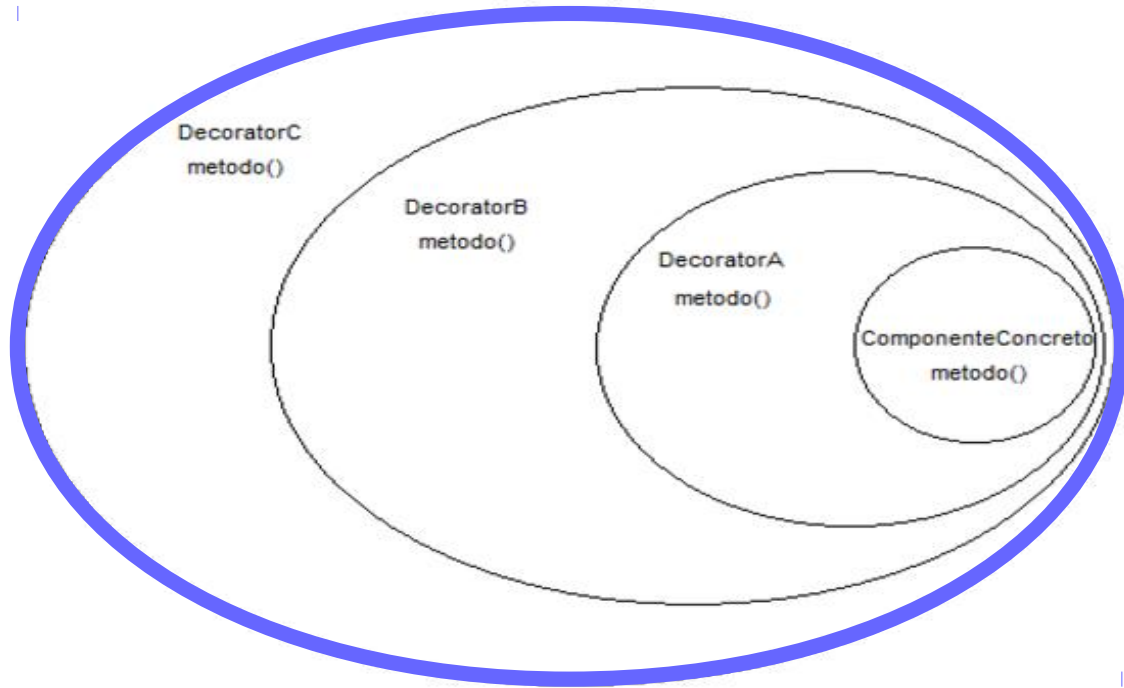 DecoratorC
metodo()
DecoratorB
metodo()
DecoratorA
metodo()
ComponenteConcreto
metodo()